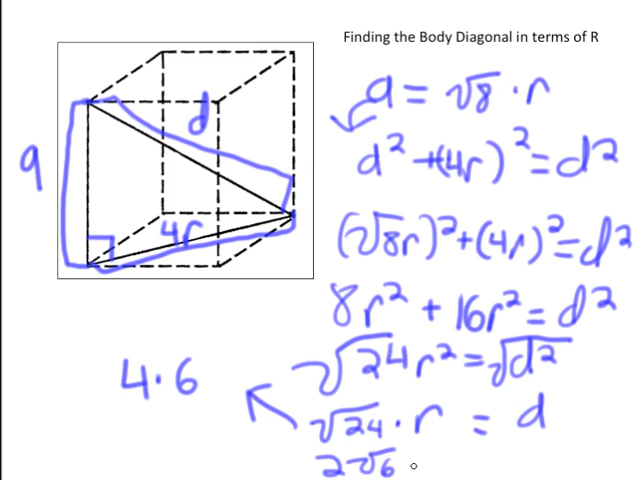 Finding the Body Diagonal in terms of R
a = √8 · r
d² + (4r)² = d²
(√8r)² + (4r)² = d²
8r² + 16r² = d²
√24r² = √d²
√24 · r = d
2√6
4 · 6
d
a
4r